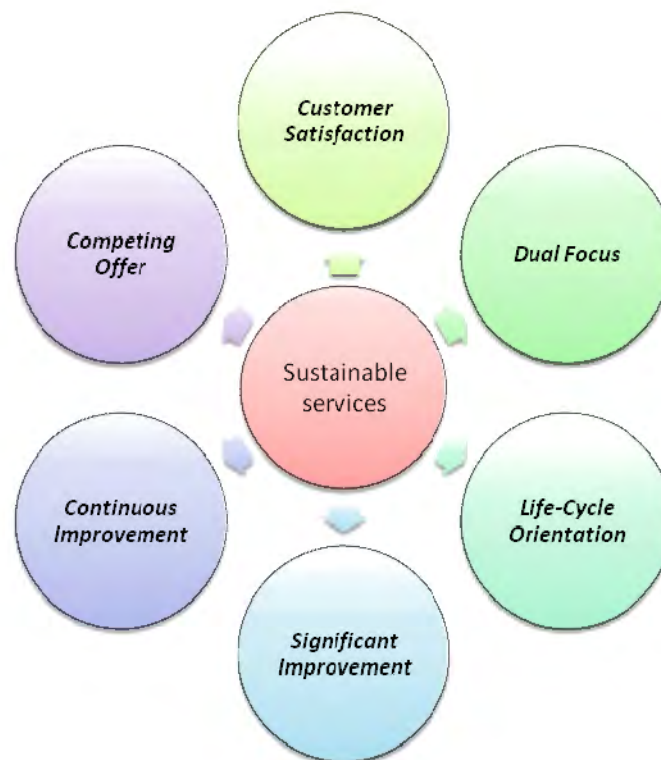 Customer
Satisfaction
Competing
Offer
Dual Focus
Sustainable
services
Continuous
Improvement
Life-Cycle
Orientation
Significant
Improvement